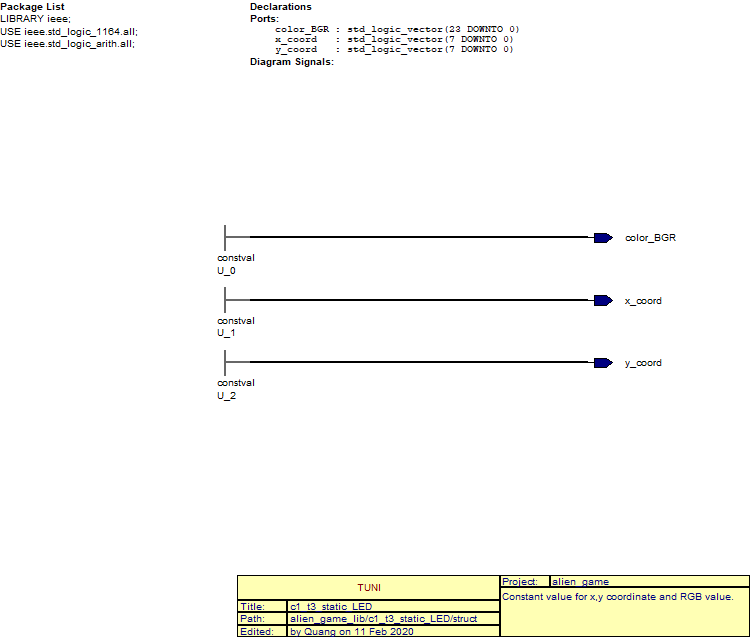 Package List
LIBRARY ieee;
USE ieee.std_logic_1164.all;
USE ieee.std_logic_arith.all;
Declarations
Ports:
color_BGR : std_logic_vector(23 DOWNTO 0)
x_coord : std_logic_vector(7 DOWNTO 0)
y_coord : std_logic_vector(7 DOWNTO 0)
Diagram Signals:
color_BGR
constval
U_0
x_coord
constval
U_1
y_coord
constval
U_2
TUNI
Title: c1_t3_static_LED
Path: alien_game_lib/c1_t3_static_LED/struct
Edited: by Quang on 11 Feb 2020
Project: alien_game
Constant value for x,y coordinate and RGB value.